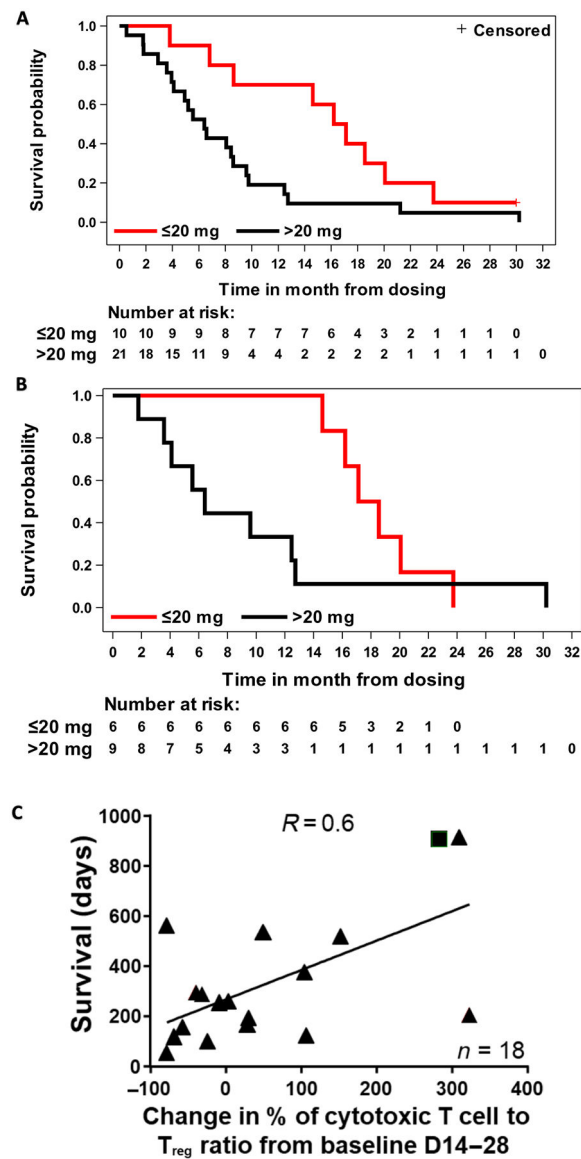 A
+ Censored
Survival probability
1.0
0.8
0.6
0.4
0.2
0.0
≤20 mg >20 mg
0 2 4 6 8 10 12 14 16 18 20 22 24 26 28 30 32
Time in month from dosing
Number at risk:
≤20 mg 10 10 9 9 8 7 7 7 6 4 3 2 1 1 1 0
>20 mg 21 18 15 11 9 4 4 2 2 2 2 1 1 1 1 1 0
B
Survival probability
1.0
0.8
0.6
0.4
0.2
0.0
≤20 mg >20 mg
0 2 4 6 8 10 12 14 16 18 20 22 24 26 28 30 32
Time in month from dosing
Number at risk:
≤20 mg 6 6 6 6 6 6 6 6 5 3 2 1 0
>20 mg 9 8 7 5 4 3 3 1 1 1 1 1 1 1 1 1 0
C
R = 0.6
Survival (days)
1000
800
600
400
200
0
n = 18
–100 0 100 200 300 400
Change in % of cytotoxic T cell to
Treg ratio from baseline D14–28